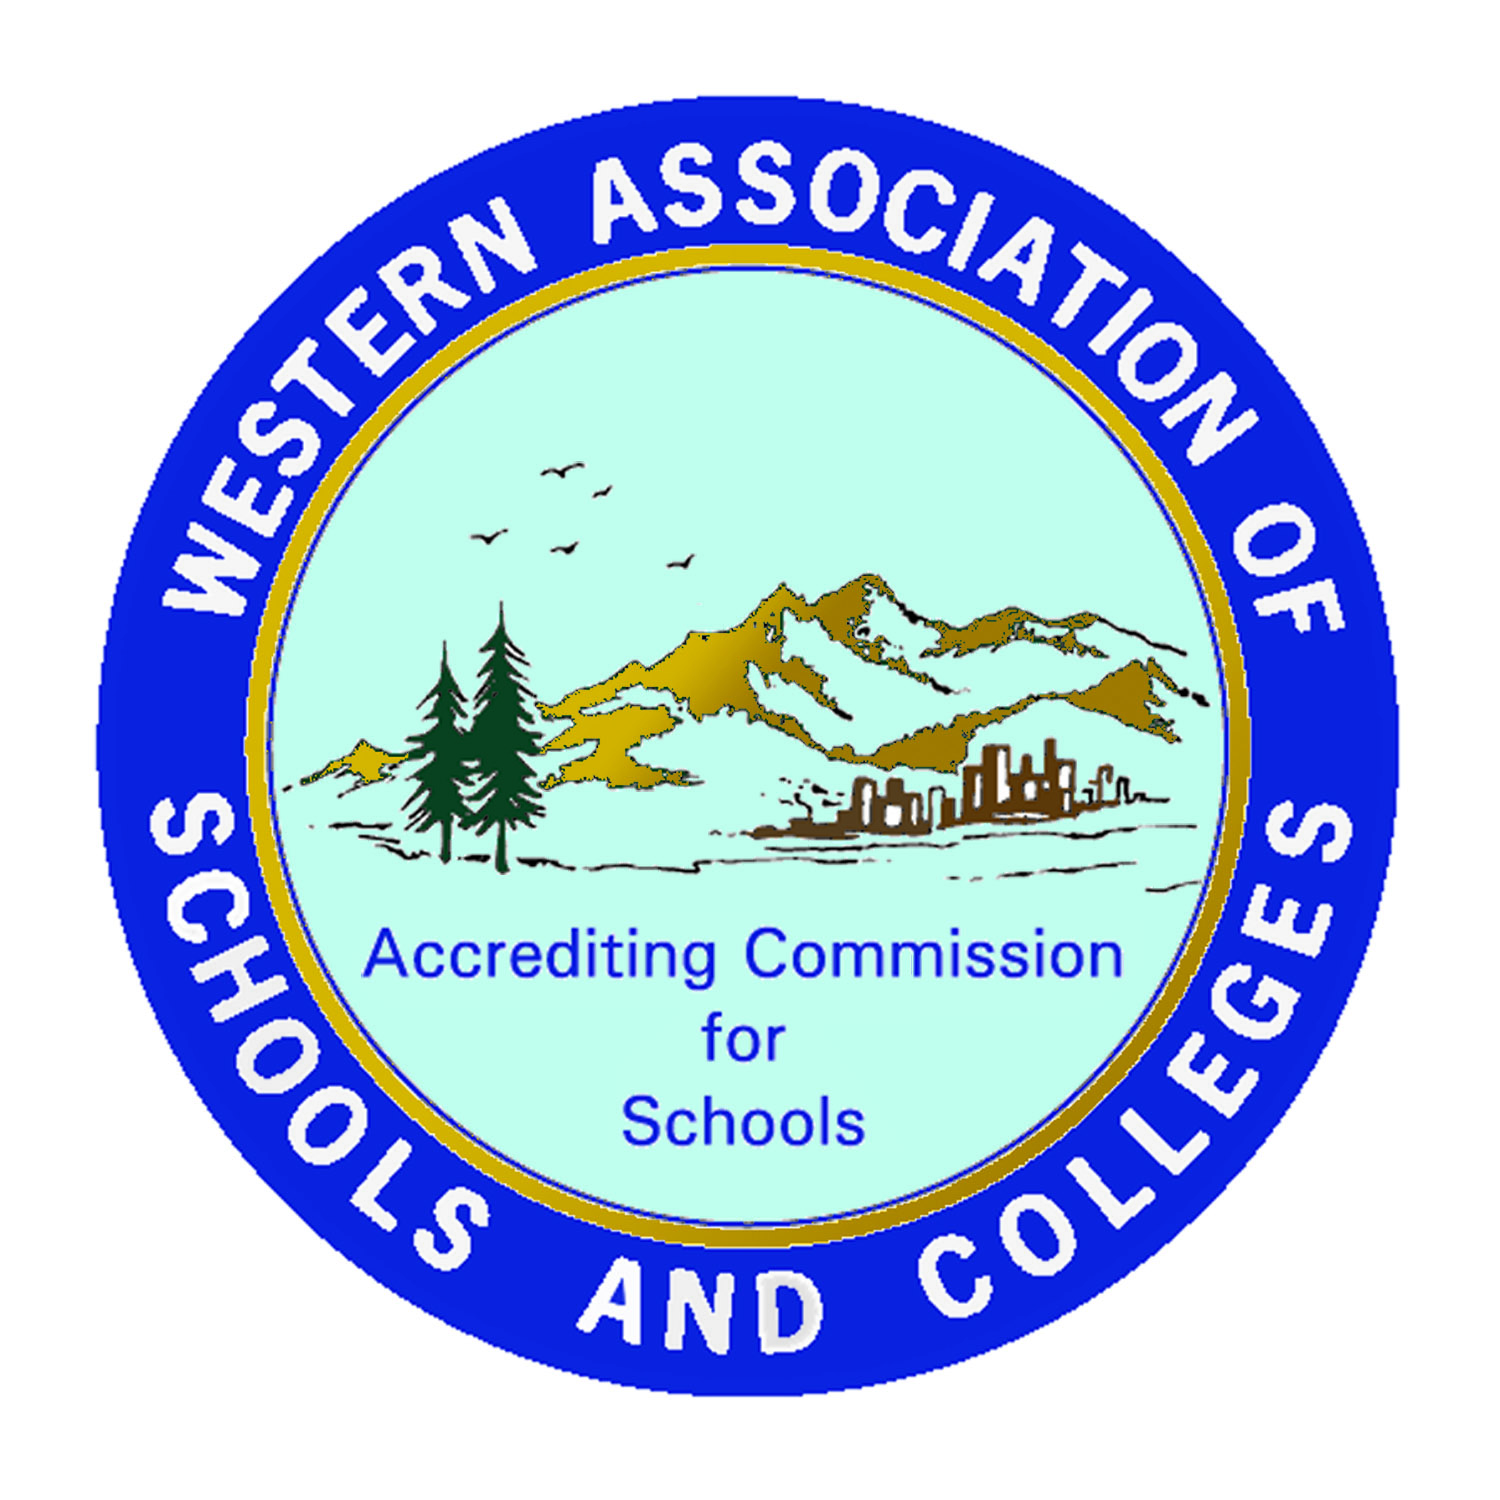 WESTERN ASSOCIATION OF
SCHOOLS AND COLLEGES
Accrediting Commission
for
Schools